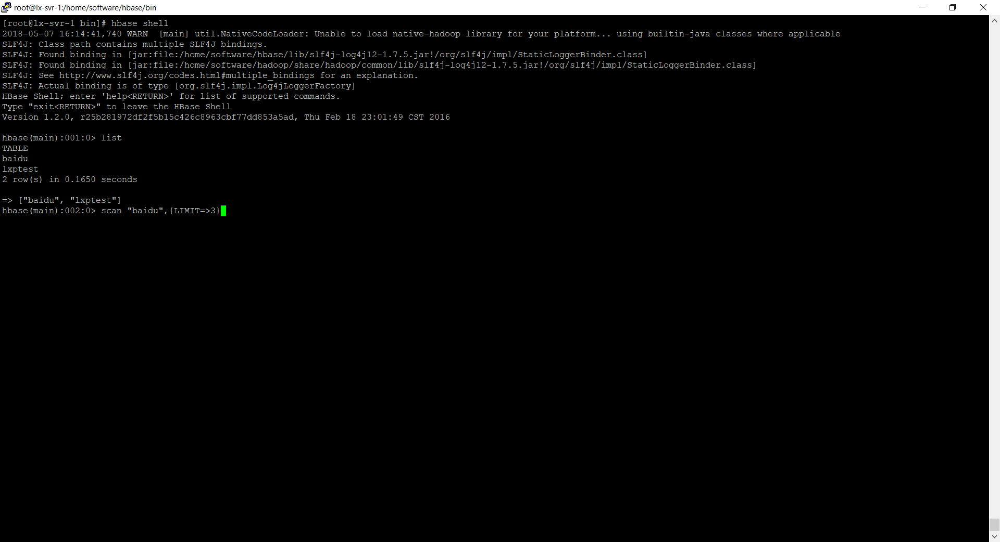 root@lx-svr-1:/home/software/hbase/bin
[root@lx-svr-1 bin]# hbase shell
2018-05-07 16:14:41,740 WARN  [main] util.NativeCodeLoader: Unable to load native-hadoop library for your platform... using builtin-java classes where applicable
SLF4J: Class path contains multiple SLF4J bindings.
SLF4J: Found binding in [jar:file:/home/software/hbase/lib/slf4j-log4j12-1.7.5.jar!/org/slf4j/impl/StaticLoggerBinder.class]
SLF4J: Found binding in [jar:file:/home/software/hadoop/share/hadoop/common/lib/slf4j-log4j12-1.7.5.jar!/org/slf4j/impl/StaticLoggerBinder.class]
SLF4J: See http://www.slf4j.org/codes.html#multiple_bindings for an explanation.
SLF4J: Actual binding is of type [org.slf4j.impl.Log4jLoggerFactory]
HBase Shell; enter 'help<RETURN>' for list of supported commands.
Type "exit<RETURN>" to leave the HBase Shell
Version 1.2.0, r25b281972df2f5b15c426c8963cbf77dd853a5ad, Thu Feb 18 23:01:49 CST 2016
hbase(main):001:0> list
TABLE
baidu
lxptest
2 row(s) in 0.1650 seconds
=> ["baidu", "lxptest"]
hbase(main):002:0> scan "baidu",{LIMIT=>3}